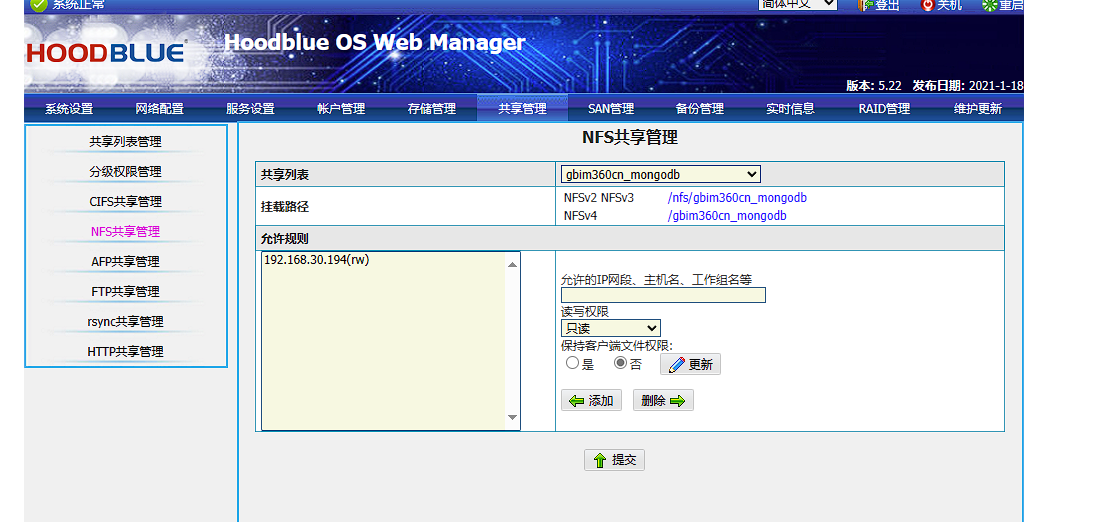 系统正常
简体中文
登出
关机
重启
HOODBLUE
Hoodblue OS Web Manager
版本: 5.22 发布日期: 2021-1-18
系统设置 网络配置 服务设置 帐户管理 存储管理 共享管理 SAN管理 备份管理 实时信息 RAID管理 维护更新
共享列表管理
分级权限管理
CIFS共享管理
NFS共享管理
AFP共享管理
FTP共享管理
rsync共享管理
HTTP共享管理
NFS共享管理
共享列表 gbim360cn_mongodb
挂载路径
NFSv2 NFSv3 /nfs/gbim360cn_mongodb
NFSv4 /gbim360cn_mongodb
允许规则
192.168.30.194(rw)
允许的IP网段、主机名、工作组名等
读写权限
只读
保持客户端文件权限:
是 否 更新
添加 删除
提交